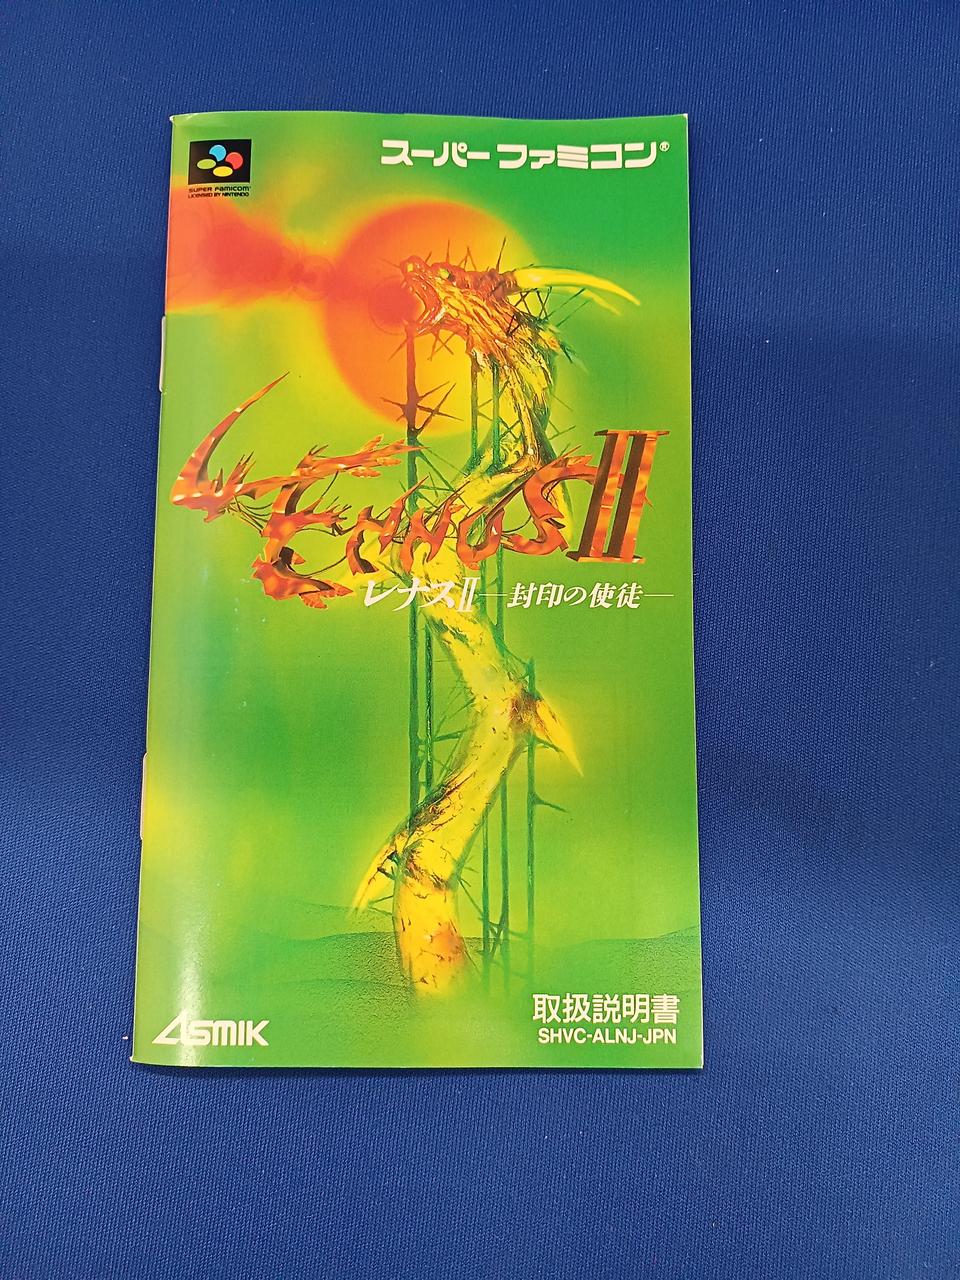 スーパーファミコン®
SUPER FAMICOM
LICENSED BY NINTENDO
LENNUS II
レナスII―封印の使徒―
取扱説明書
SHVC-ALNJ-JPN
ASMIK